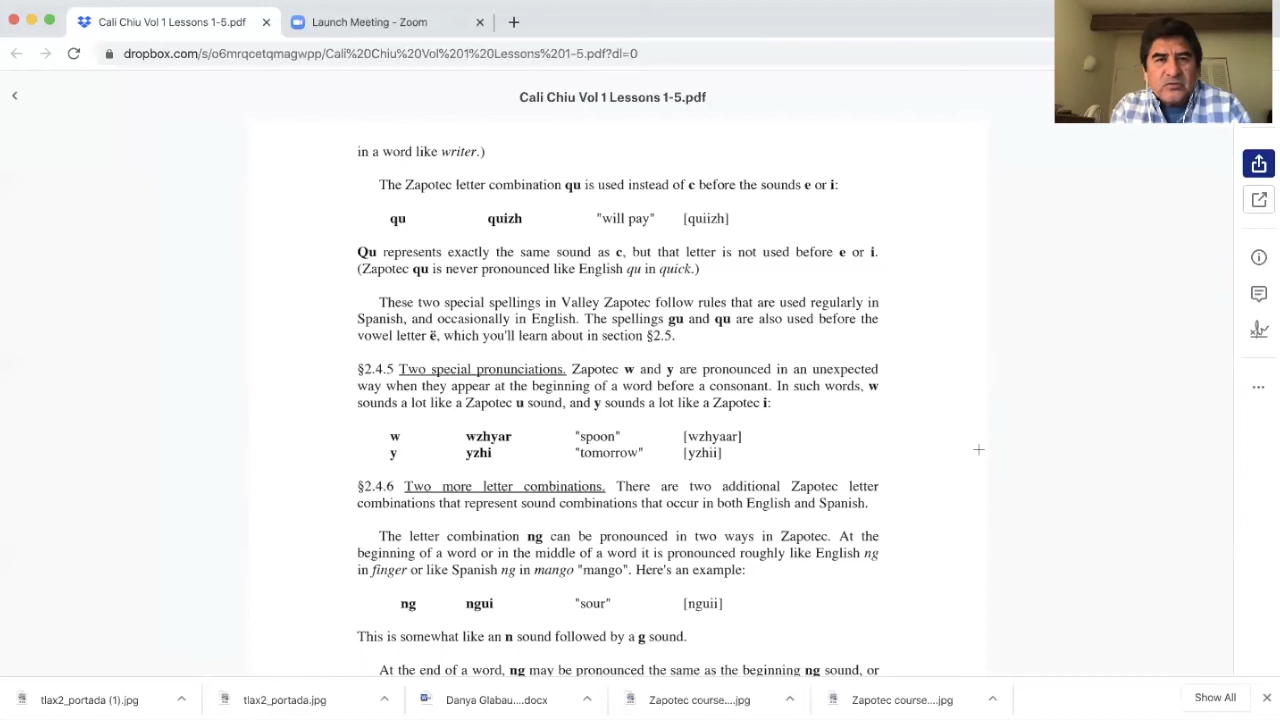 Cali Chiu Vol 1 Lessons 1-5.pdf
Launch Meeting - Zoom
dropbox.com/s/o6mrqcetqmagwpp/Cali%20Chiu%20Vol%201%20Lessons%201-5.pdf?dl=0
Cali Chiu Vol 1 Lessons 1-5.pdf
in a word like writer.)
The Zapotec letter combination qu is used instead of c before the sounds e or i:
qu quizh "will pay" [quiizh]
Qu represents exactly the same sound as c, but that letter is not used before e or i.
(Zapotec qu is never pronounced like English qu in quick.)
These two special spellings in Valley Zapotec follow rules that are used regularly in
Spanish, and occasionally in English. The spellings gu and qu are also used before the
vowel letter ë, which you'll learn about in section §2.5.
§2.4.5 Two special pronunciations. Zapotec w and y are pronounced in an unexpected
way when they appear at the beginning of a word before a consonant. In such words, w
sounds a lot like a Zapotec u sound, and y sounds a lot like a Zapotec i:
w wzhyar "spoon" [wzhyaar]
y yzhi "tomorrow" [yzhii]
§2.4.6 Two more letter combinations. There are two additional Zapotec letter
combinations that represent sound combinations that occur in both English and Spanish.
The letter combination ng can be pronounced in two ways in Zapotec. At the
beginning of a word or in the middle of a word it is pronounced roughly like English ng
in finger or like Spanish ng in mango "mango". Here's an example:
ng ngui "sour" [nguii]
This is somewhat like an n sound followed by a g sound.
At the end of a word, ng may be pronounced the same as the beginning ng sound, or
tlax2_portada (1).jpg
tlax2_portada.jpg
Danya Glabau....docx
Zapotec course....jpg
Zapotec course....jpg
Show All